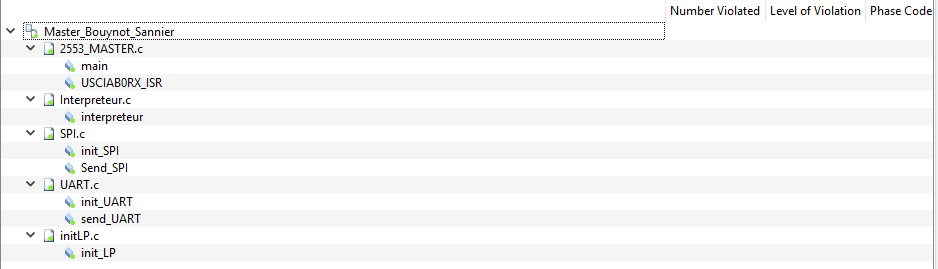 Number Violated Level of Violation Phase Code
Master_Bouynot_Sannier
2553_MASTER.c
main
USCIAB0RX_ISR
Interpreteur.c
interpreteur
SPI.c
init_SPI
Send_SPI
UART.c
init_UART
send_UART
initLP.c
init_LP